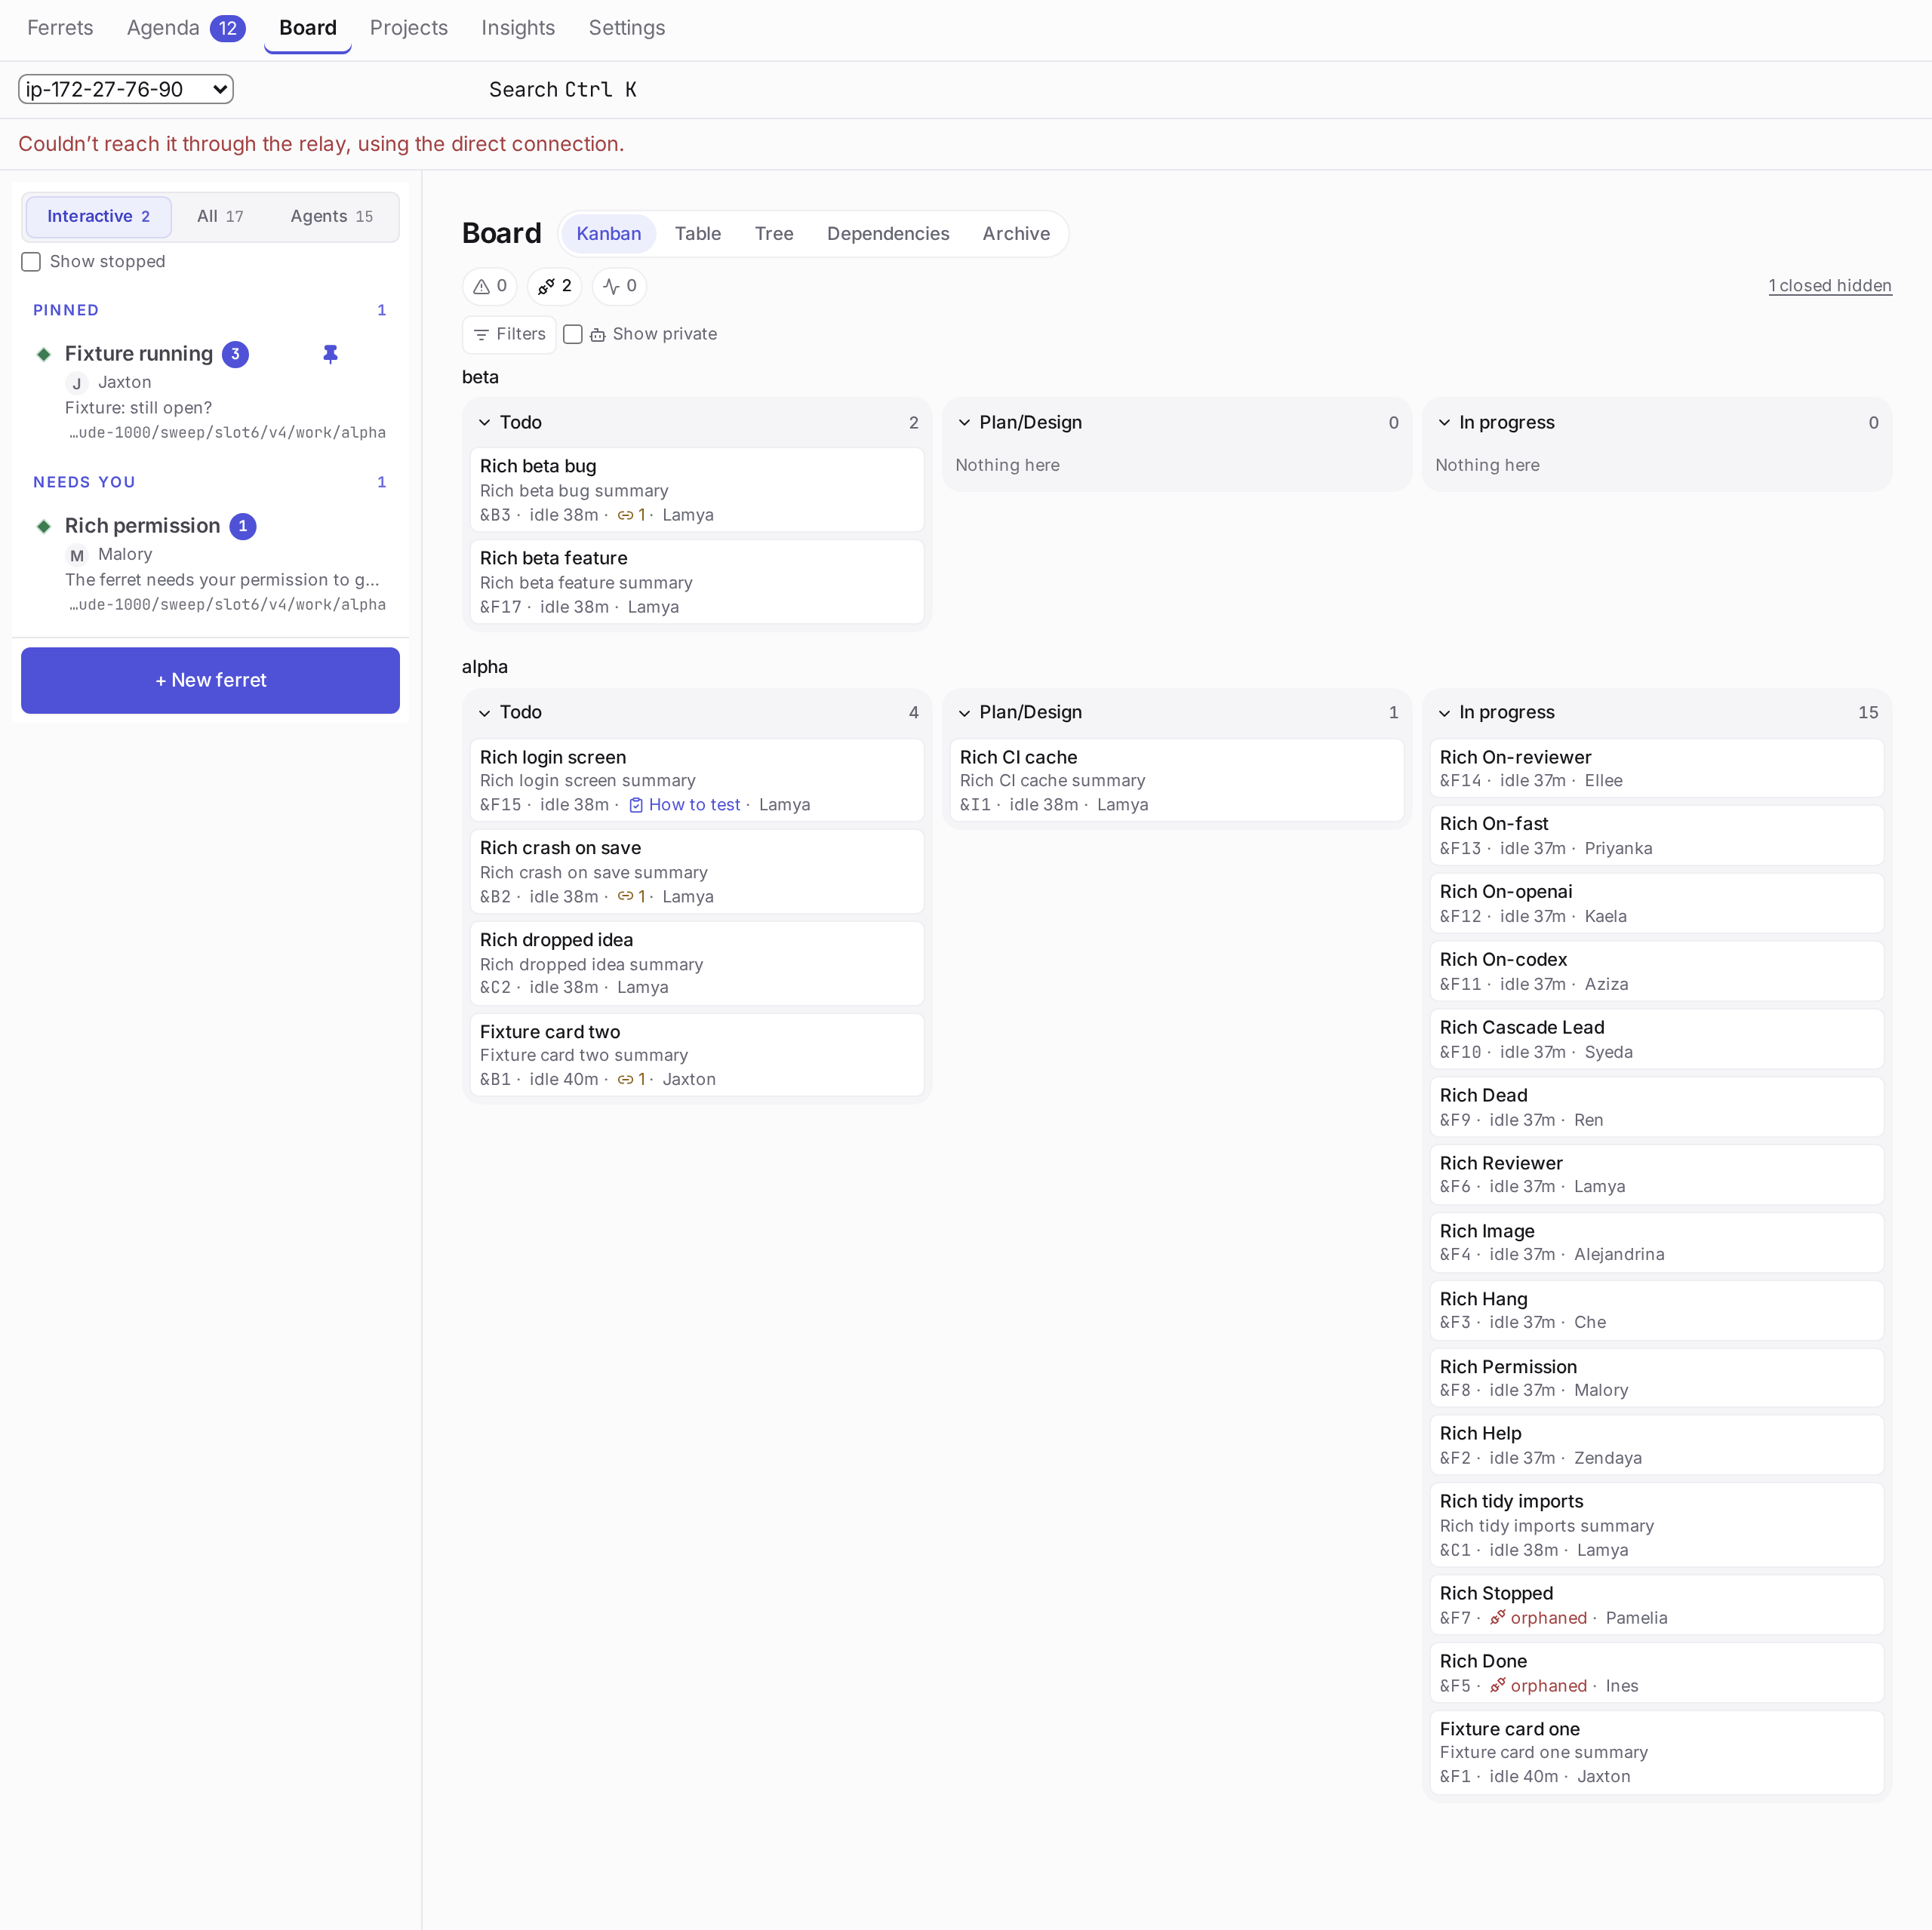 Ferrets Agenda 12 Board Projects Insights Settings
ip-172-27-76-90 Search Ctrl K
Couldn’t reach it through the relay, using the direct connection.
Interactive 2 All 17 Agents 15
Show stopped
PINNED 1
Fixture running 3
J Jaxton
Fixture: still open?
…ude-1000/sweep/slot6/v4/work/alpha
NEEDS YOU 1
Rich permission 1
M Malory
The ferret needs your permission to g…
…ude-1000/sweep/slot6/v4/work/alpha
+ New ferret
Board Kanban Table Tree Dependencies Archive
0 2 0 1 closed hidden
Filters Show private
beta
Todo 2
Rich beta bug
Rich beta bug summary
&B3 · idle 38m · 1 · Lamya
Rich beta feature
Rich beta feature summary
&F17 · idle 38m · Lamya
Plan/Design 0
Nothing here
In progress 0
Nothing here
alpha
Todo 4
Rich login screen
Rich login screen summary
&F15 · idle 38m · How to test · Lamya
Rich crash on save
Rich crash on save summary
&B2 · idle 38m · 1 · Lamya
Rich dropped idea
Rich dropped idea summary
&C2 · idle 38m · Lamya
Fixture card two
Fixture card two summary
&B1 · idle 40m · 1 · Jaxton
Plan/Design 1
Rich CI cache
Rich CI cache summary
&I1 · idle 38m · Lamya
In progress 15
Rich On-reviewer
&F14 · idle 37m · Ellee
Rich On-fast
&F13 · idle 37m · Priyanka
Rich On-openai
&F12 · idle 37m · Kaela
Rich On-codex
&F11 · idle 37m · Aziza
Rich Cascade Lead
&F10 · idle 37m · Syeda
Rich Dead
&F9 · idle 37m · Ren
Rich Reviewer
&F6 · idle 37m · Lamya
Rich Image
&F4 · idle 37m · Alejandrina
Rich Hang
&F3 · idle 37m · Che
Rich Permission
&F8 · idle 37m · Malory
Rich Help
&F2 · idle 37m · Zendaya
Rich tidy imports
Rich tidy imports summary
&C1 · idle 38m · Lamya
Rich Stopped
&F7 · orphaned · Pamelia
Rich Done
&F5 · orphaned · Ines
Fixture card one
Fixture card one summary
&F1 · idle 40m · Jaxton